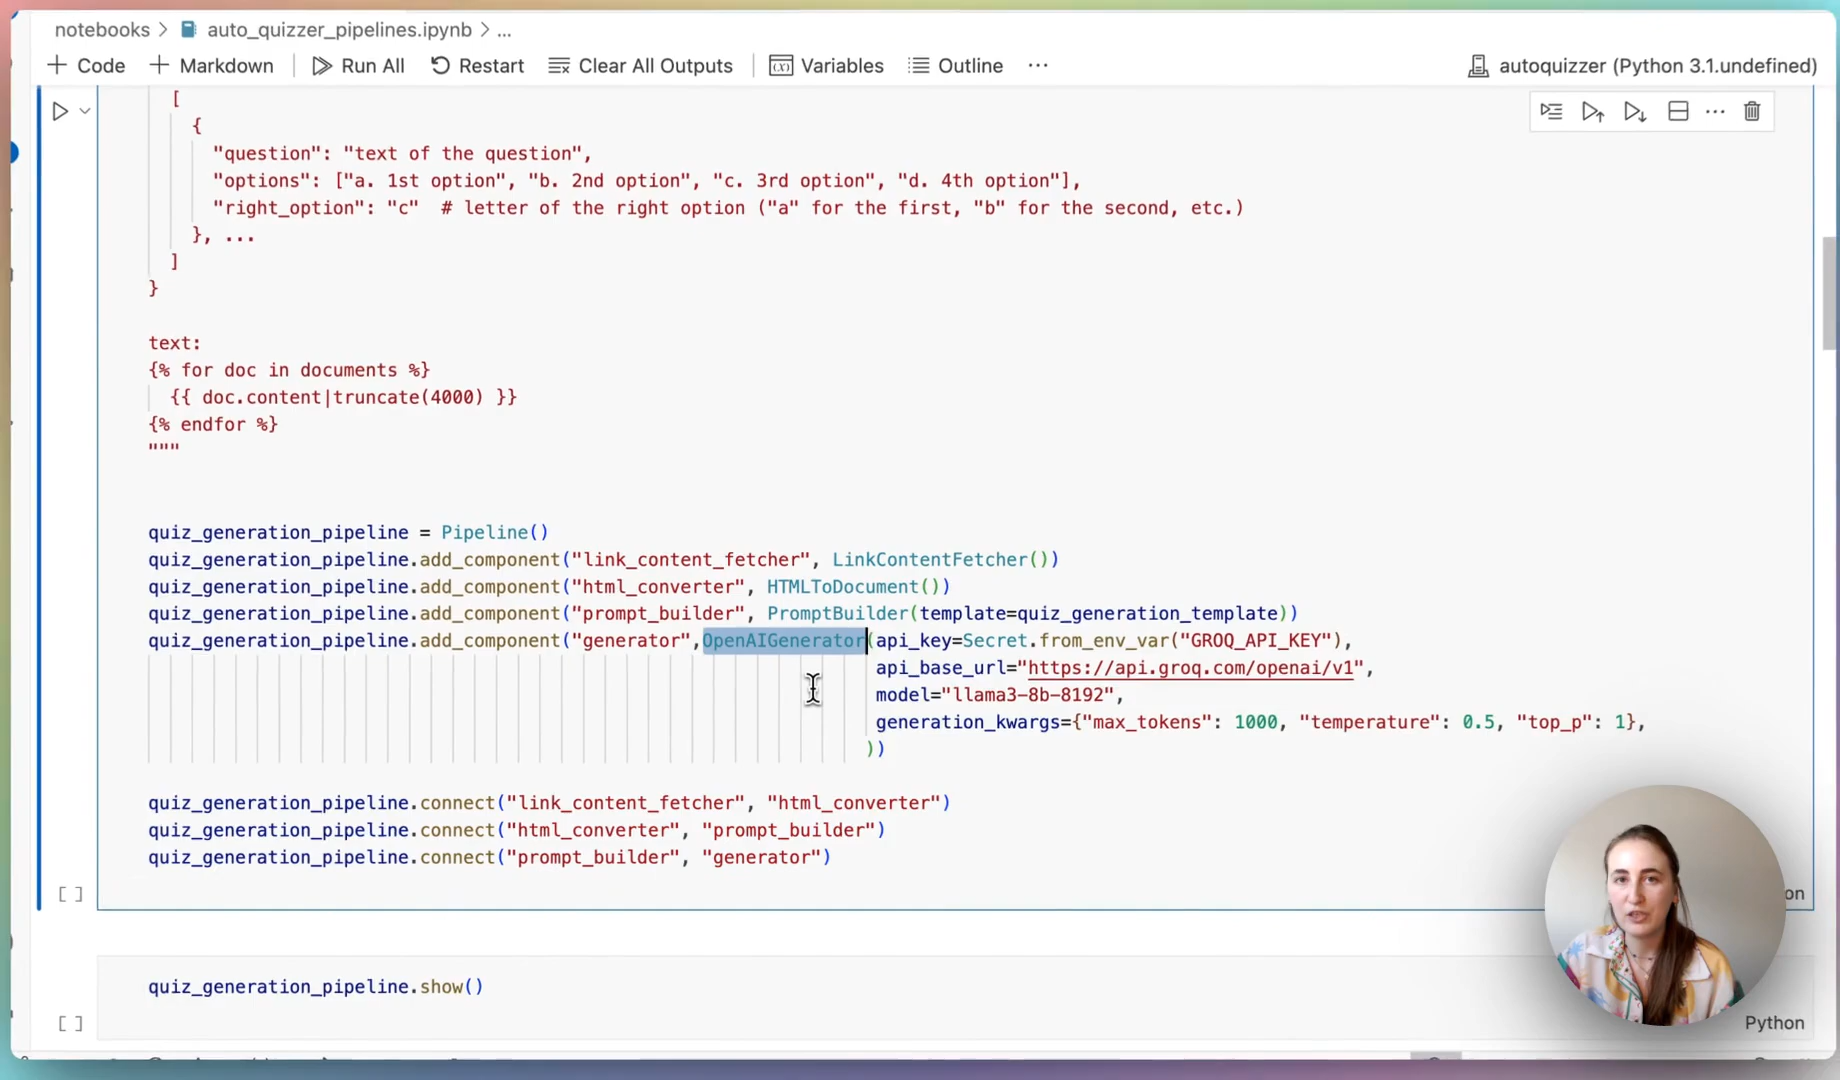 notebooks > auto_quizzer_pipelines.ipynb > ...
+ Code + Markdown Run All Restart Clear All Outputs Variables Outline ... autoquizzer (Python 3.1.undefined)
[
{
"question": "text of the question",
"options": ["a. 1st option", "b. 2nd option", "c. 3rd option", "d. 4th option"],
"right_option": "c"  # letter of the right option ("a" for the first, "b" for the second, etc.)
}, ...
]
}
text:
{% for doc in documents %}
{{ doc.content|truncate(4000) }}
{% endfor %}
"""
quiz_generation_pipeline = Pipeline()
quiz_generation_pipeline.add_component("link_content_fetcher", LinkContentFetcher())
quiz_generation_pipeline.add_component("html_converter", HTMLToDocument())
quiz_generation_pipeline.add_component("prompt_builder", PromptBuilder(template=quiz_generation_template))
quiz_generation_pipeline.add_component("generator",OpenAIGenerator(api_key=Secret.from_env_var("GROQ_API_KEY"),
api_base_url="https://api.groq.com/openai/v1",
model="llama3-8b-8192",
generation_kwargs={"max_tokens": 1000, "temperature": 0.5, "top_p": 1},
))
quiz_generation_pipeline.connect("link_content_fetcher", "html_converter")
quiz_generation_pipeline.connect("html_converter", "prompt_builder")
quiz_generation_pipeline.connect("prompt_builder", "generator")
[ ]
quiz_generation_pipeline.show()
[ ] Python